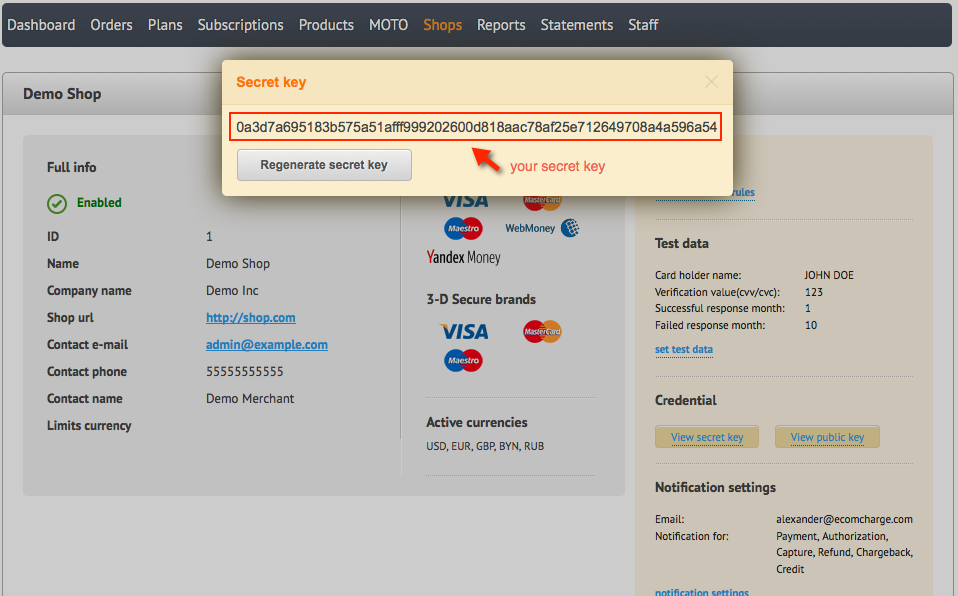 Dashboard Orders Plans Subscriptions Products MOTO Shops Reports Statements Staff
Demo Shop
Secret key
0a3d7a695183b575a51afff999202600d818aac78af25e712649708a4a596a54
Regenerate secret key
your secret key
Full info
Enabled
ID 1
Name Demo Shop
Company name Demo Inc
Shop url http://shop.com
Contact e-mail admin@example.com
Contact phone 55555555555
Contact name Demo Merchant
Limits currency
VISA MasterCard
Maestro WebMoney
Yandex Money
3-D Secure brands
VISA MasterCard
Maestro
Active currencies
USD, EUR, GBP, BYN, RUB
rules
Test data
Card holder name: JOHN DOE
Verification value(cvv/cvc): 123
Successful response month: 1
Failed response month: 10
set test data
Credential
View secret key View public key
Notification settings
Email: alexander@ecomcharge.com
Notification for: Payment, Authorization,
Capture, Refund, Chargeback,
Credit
notification settings